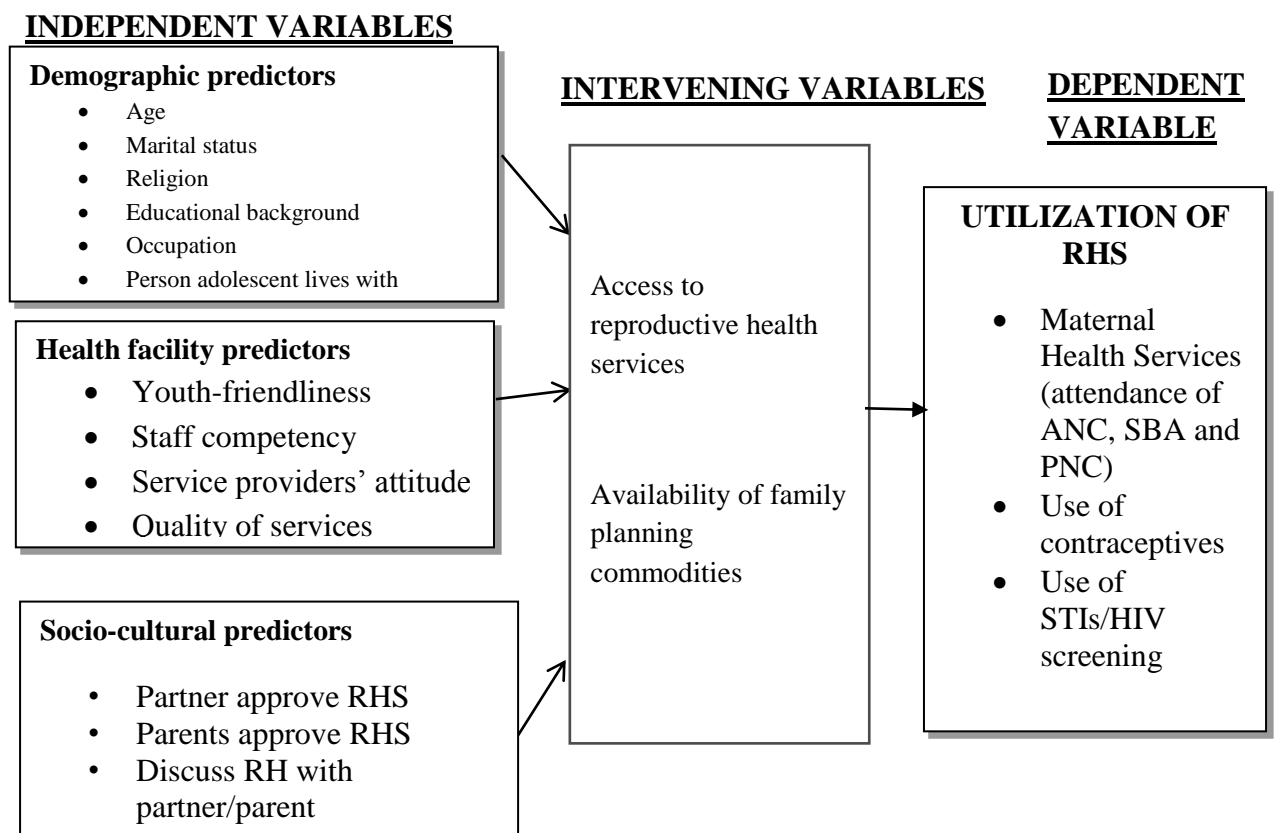 INDEPENDENT VARIABLES
Demographic predictors
• Age
• Marital status
• Religion
• Educational background
• Occupation
• Person adolescent lives with
Health facility predictors
• Youth-friendliness
• Staff competency
• Service providers’ attitude
• Quality of services
Socio-cultural predictors
• Partner approve RHS
• Parents approve RHS
• Discuss RH with
partner/parent
INTERVENING VARIABLES
Access to
reproductive health
services
Availability of family
planning
commodities
DEPENDENT
VARIABLE
UTILIZATION OF
RHS
• Maternal
Health Services
(attendance of
ANC, SBA and
PNC)
• Use of
contraceptives
• Use of
STIs/HIV
screening